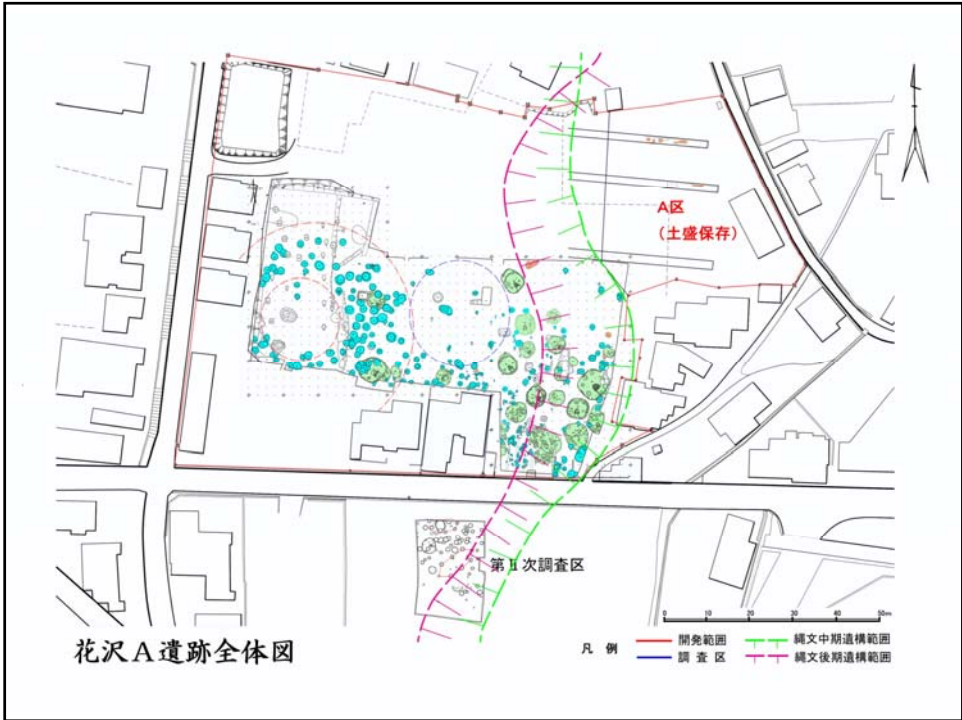 A区
(土盛保存)
第Ⅱ次調査区
0 10 20 30 40 50m
花沢A遺跡全体図
凡 例
開発範囲
縄文中期遺構範囲
調 査 区
縄文後期遺構範囲